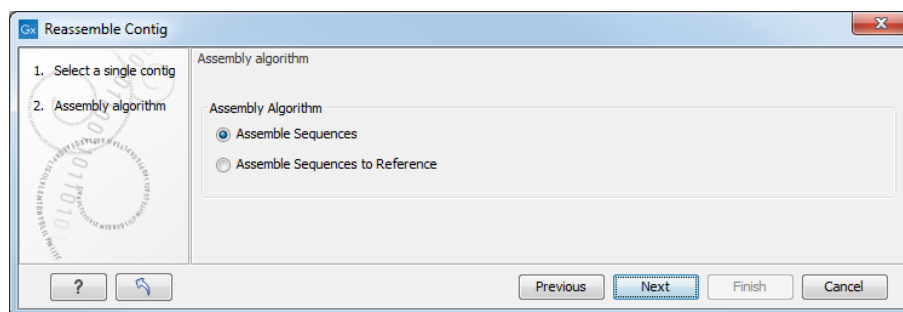 Gx Reassemble Contig
X
1. Select a single contig
2. Assembly algorithm
Assembly algorithm
Assembly Algorithm
Assemble Sequences
Assemble Sequences to Reference
?
Previous
Next
Finish
Cancel